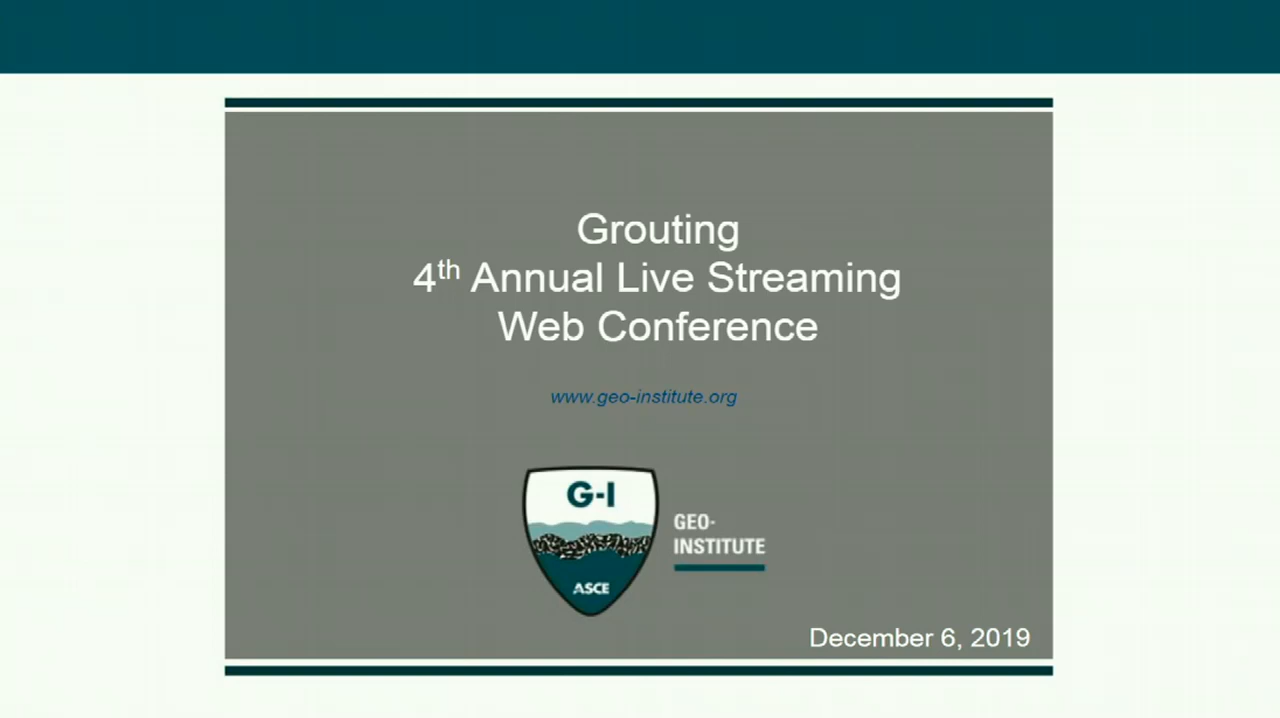 Grouting
4th Annual Live Streaming
Web Conference
www.geo-institute.org
G-I
ASCE
GEO-
INSTITUTE
December 6, 2019